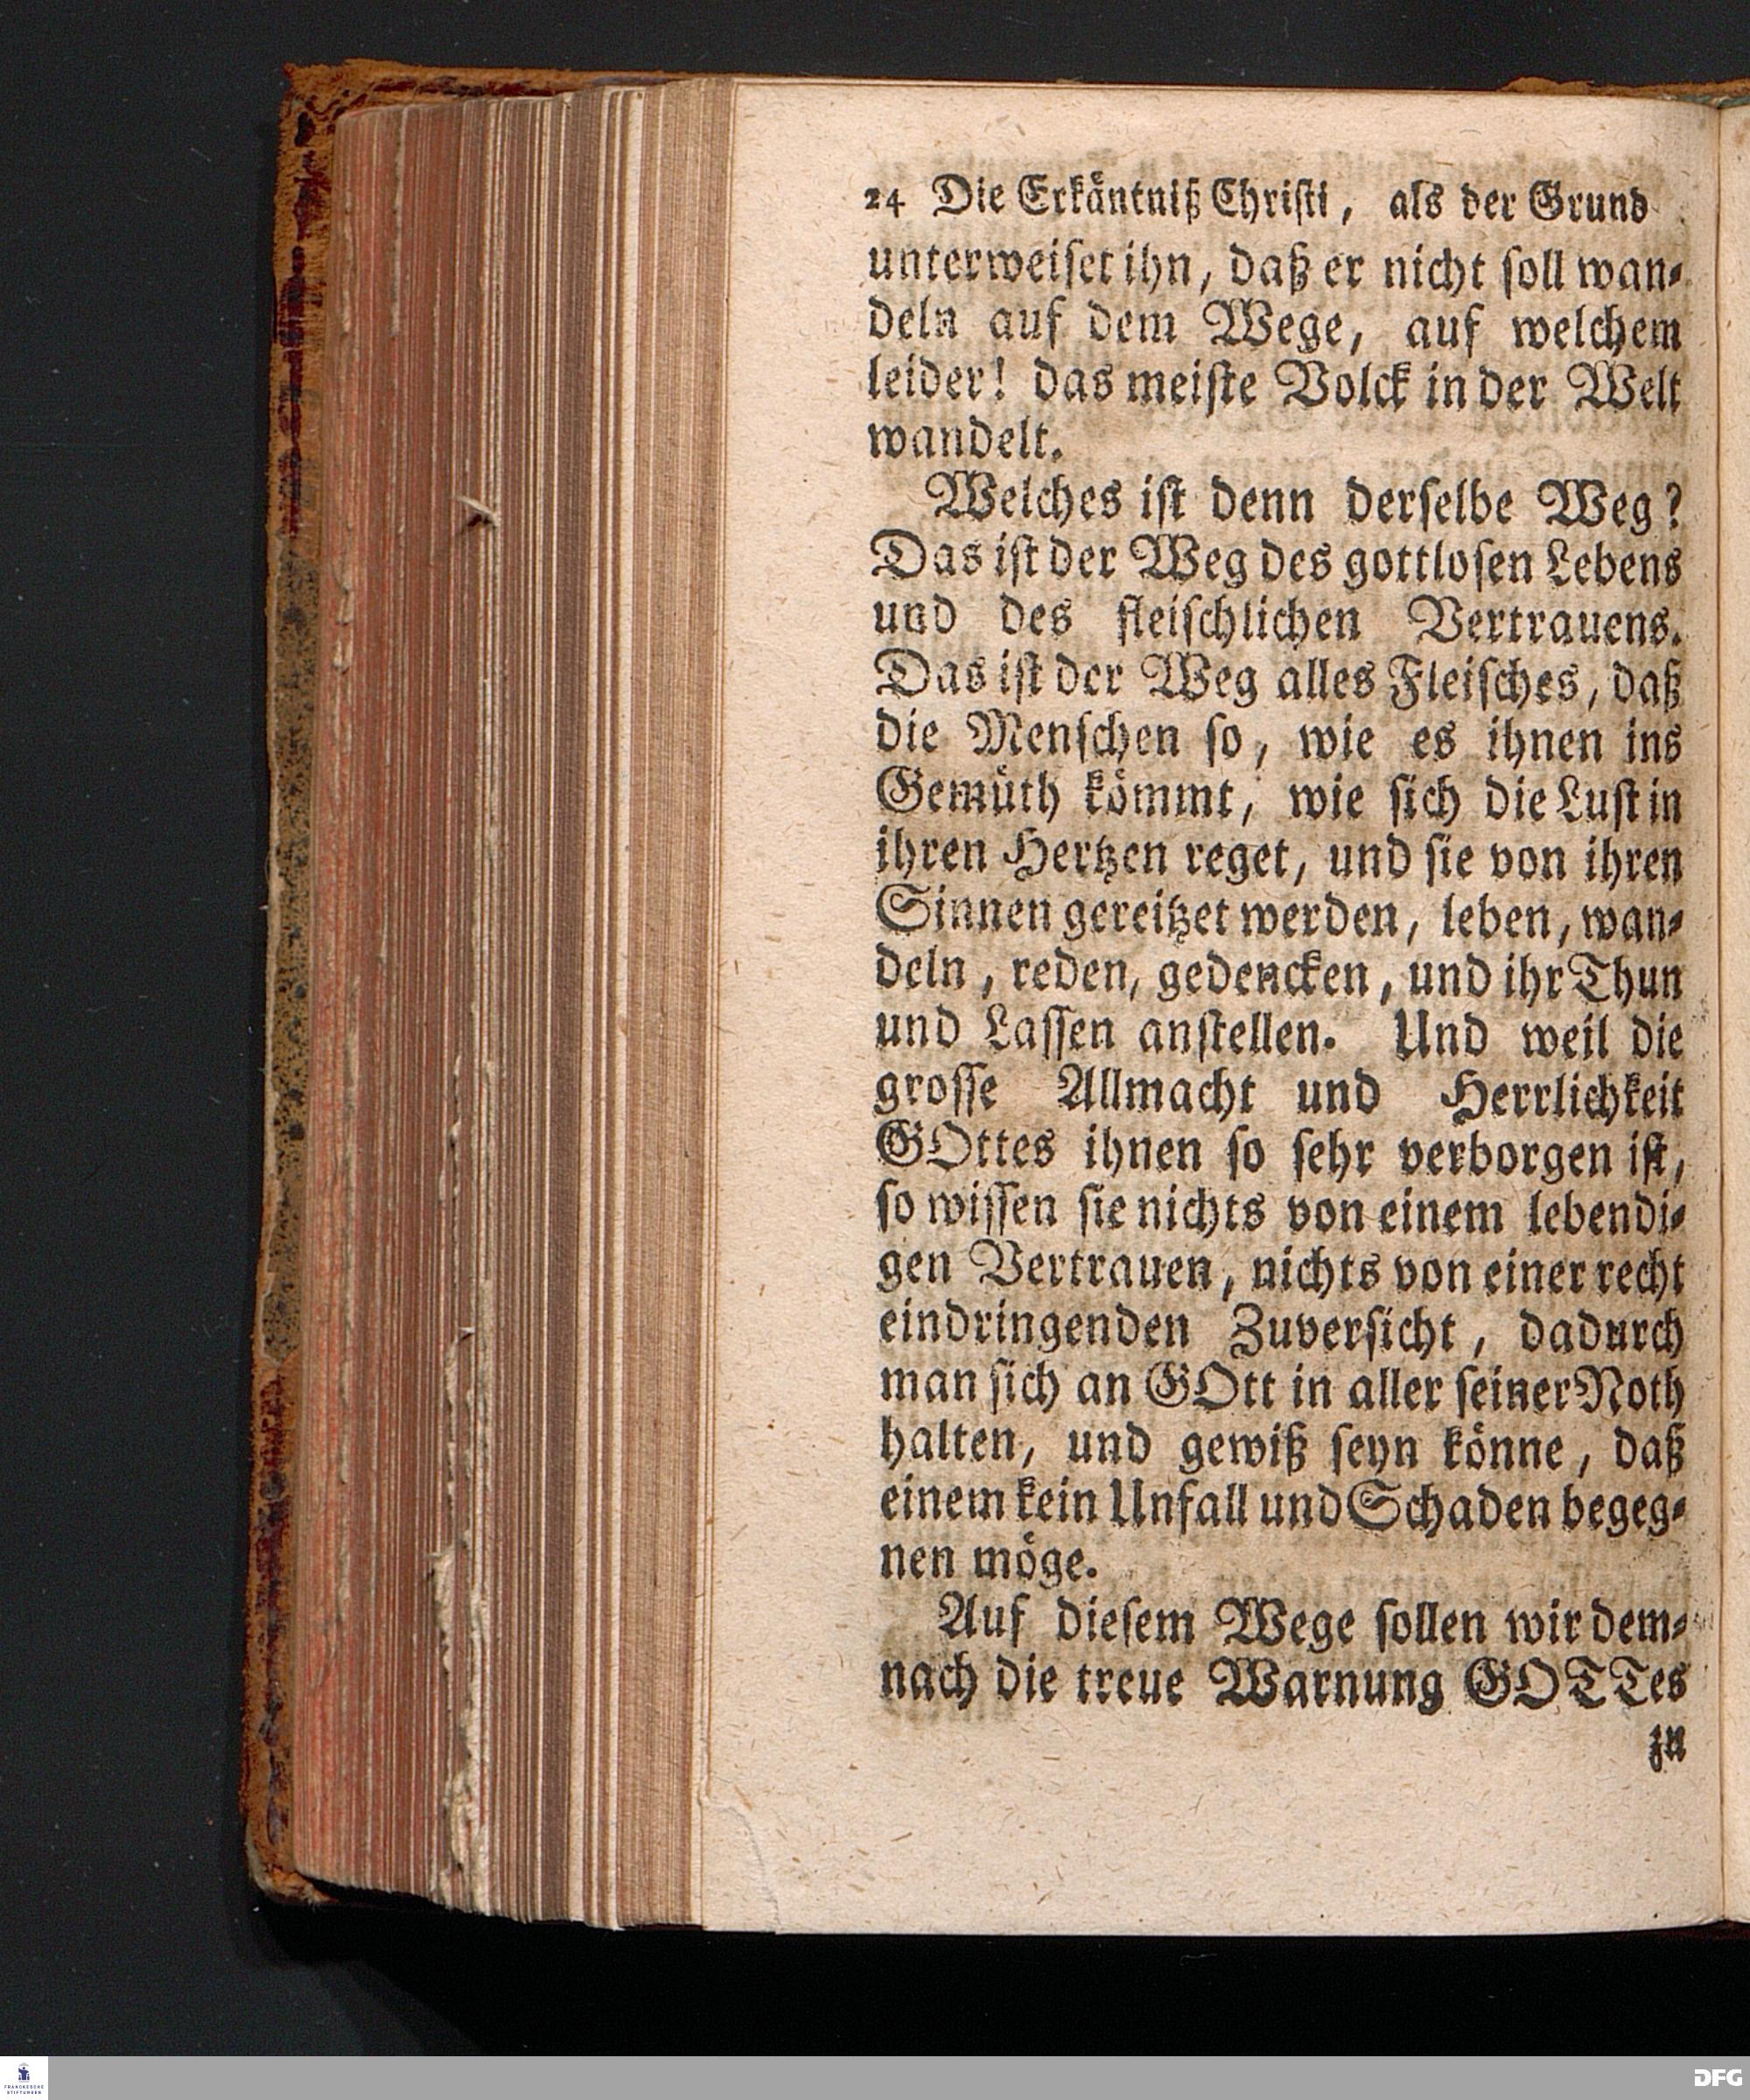 24 Die Erkäntniß Chriſti, als der Grund
unterweiſet ihn, daß er nicht ſoll wan⸗
deln auf dem Wege, auf welchem
leider! das meiſte Volck in der Welt
wandelt.
Welches iſt denn derſelbe Weg?
Das iſt der Weg des gottloſen Lebens
und des fleiſchlichen Vertrauens.
Das iſt der Weg alles Fleiſches, daß
die Menſchen ſo, wie es ihnen ins
Gemüth kömmt, wie ſich die Luſt in
ihren Hertzen reget, und ſie von ihren
Sinnen gereitzet werden, leben, wan⸗
deln, reden, gedencken, und ihr Thun
und Laſſen anſtellen. Und weil die
groſſe Allmacht und Herrlichkeit
GOttes ihnen ſo ſehr verborgen iſt,
ſo wiſſen ſie nichts von einem lebendi⸗
gen Vertrauen, nichts von einer recht
eindringenden Zuverſicht, dadurch
man ſich an GOtt in aller ſeiner Noth
halten, und gewiß ſeyn könne, daß
einem kein Unfall und Schaden begeg⸗
nen möge.
Auf dieſem Wege ſollen wir dem⸗
nach die treue Warnung GOTTes
zu
FRANCKESCHE
STIFTUNGEN
DFG